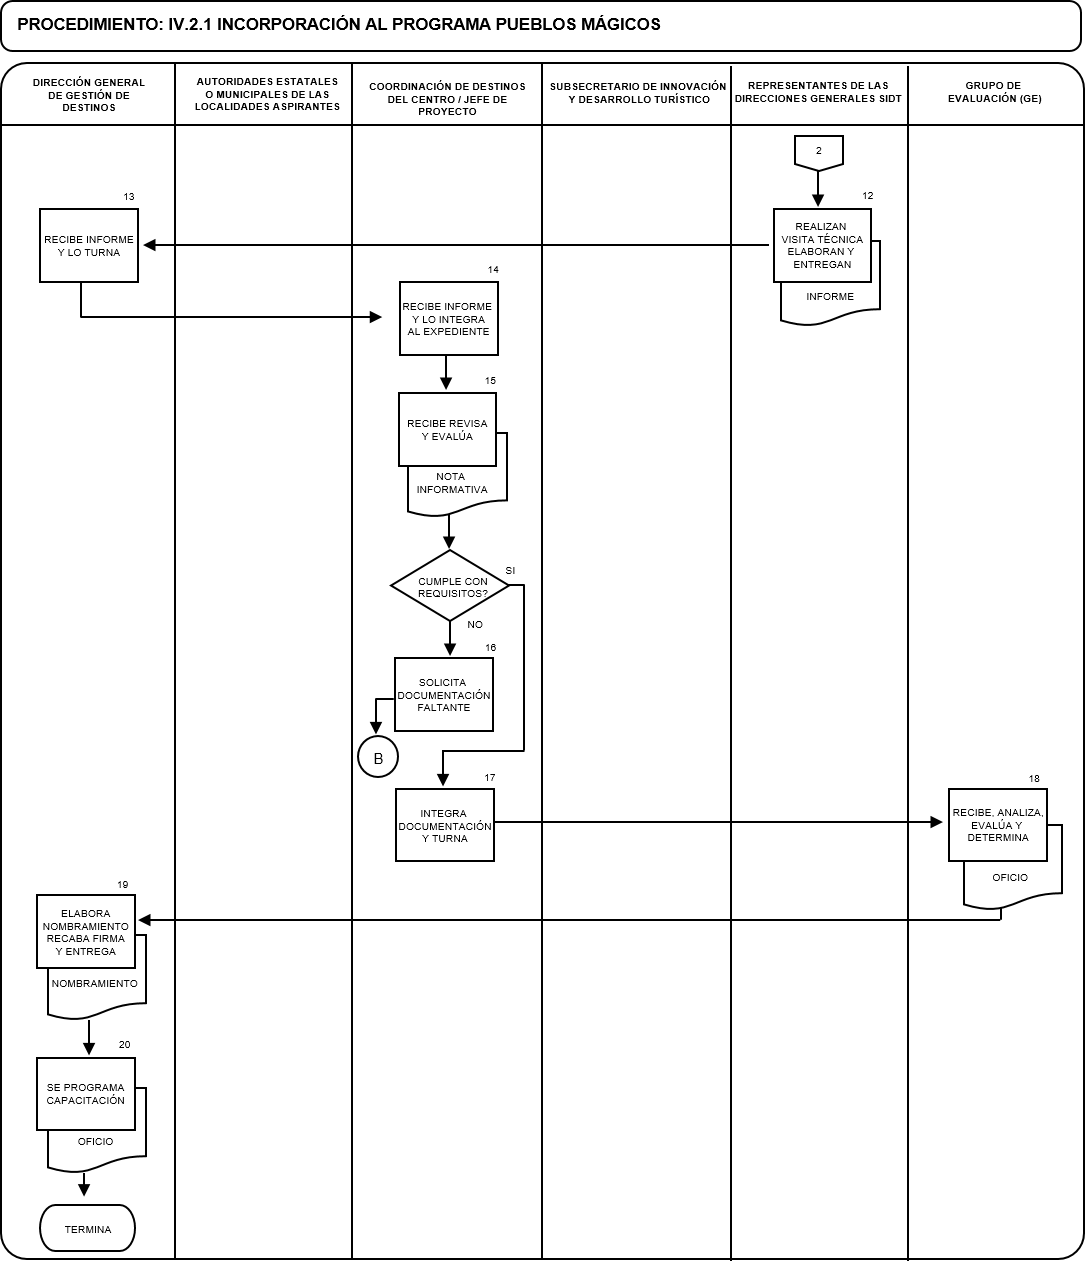 PROCEDIMIENTO: IV.2.1 INCORPORACIÓN AL PROGRAMA PUEBLOS MÁGICOS
DIRECCIÓN GENERAL
DE GESTIÓN DE
DESTINOS
AUTORIDADES ESTATALES
O MUNICIPALES DE LAS
LOCALIDADES ASPIRANTES
COORDINACIÓN DE DESTINOS
DEL CENTRO / JEFE DE
PROYECTO
SUBSECRETARIO DE INNOVACIÓN
Y DESARROLLO TURÍSTICO
REPRESENTANTES DE LAS
DIRECCIONES GENERALES SIDT
GRUPO DE
EVALUACIÓN (GE)
2
12
REALIZAN
VISITA TÉCNICA
ELABORAN Y
ENTREGAN
INFORME
13
RECIBE INFORME
Y LO TURNA
14
RECIBE INFORME
Y LO INTEGRA
AL EXPEDIENTE
15
RECIBE REVISA
Y EVALÚA
NOTA
INFORMATIVA
CUMPLE CON
REQUISITOS?
SI
NO
16
SOLICITA
DOCUMENTACIÓN
FALTANTE
B
17
INTEGRA
DOCUMENTACIÓN
Y TURNA
18
RECIBE, ANALIZA,
EVALÚA Y
DETERMINA
OFICIO
19
ELABORA
NOMBRAMIENTO
RECABA FIRMA
Y ENTREGA
NOMBRAMIENTO
20
SE PROGRAMA
CAPACITACIÓN
OFICIO
TERMINA